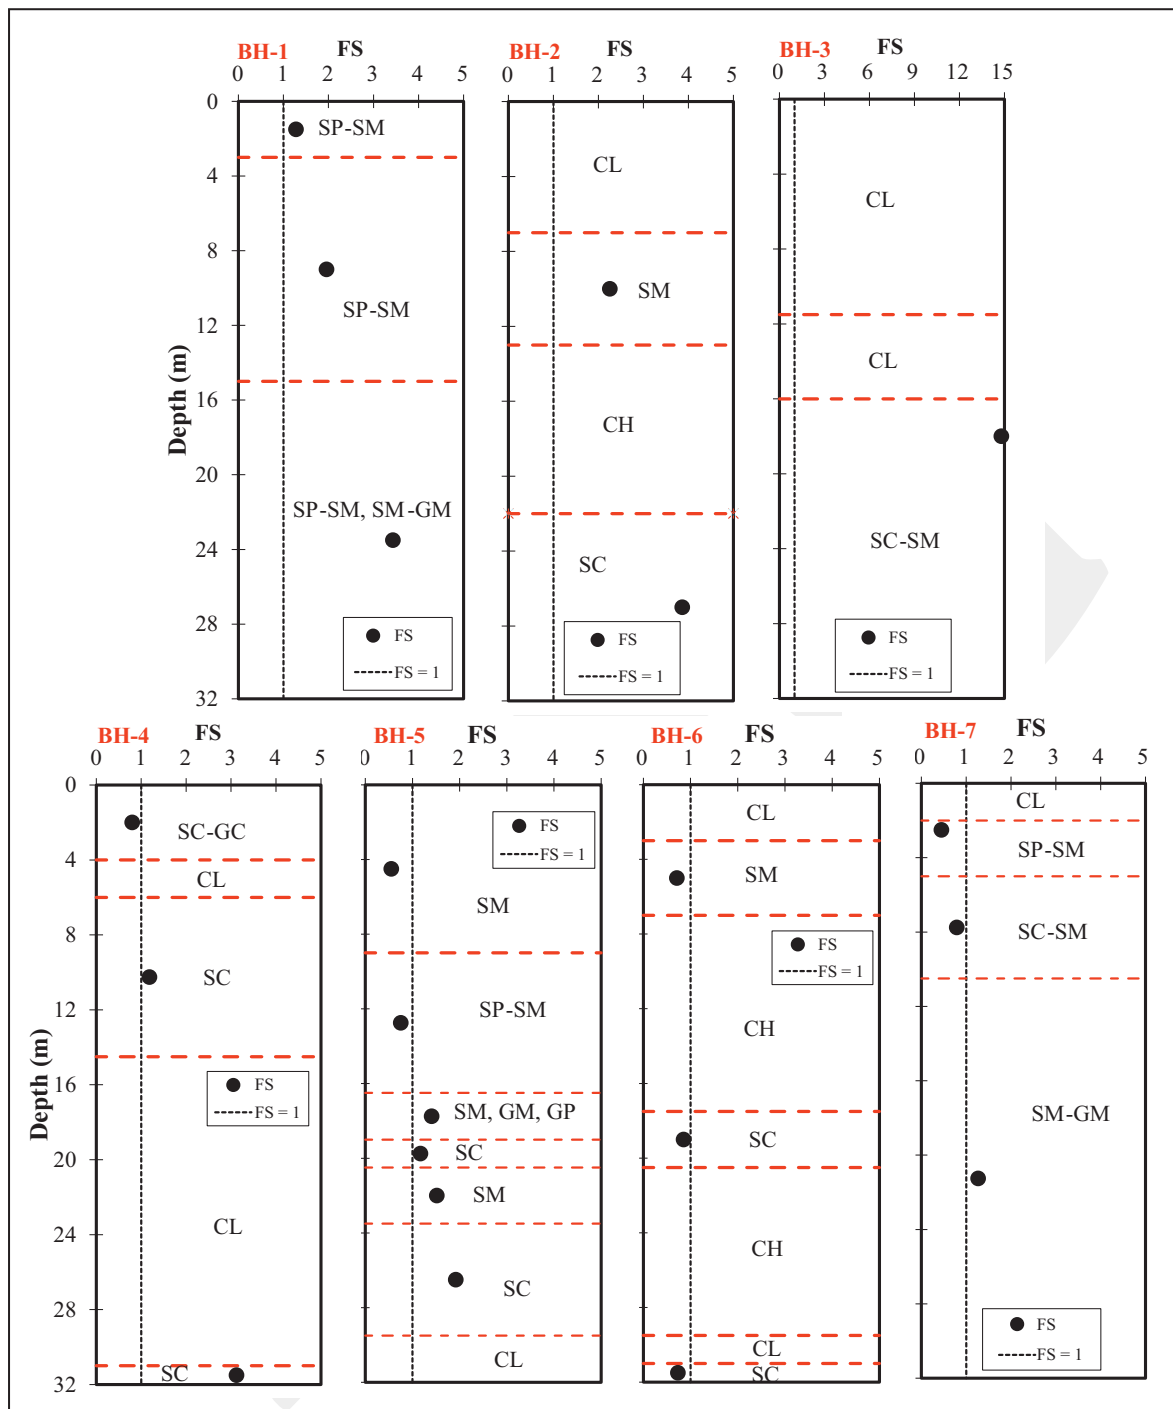 BH-1 FS
0 1 2 3 4 5
BH-2 FS
0 1 2 3 4 5
BH-3 FS
0 3 6 9 12 15
Depth (m)
0
4
8
12
16
20
24
28
32
SP-SM
SP-SM
SP-SM, SM-GM
FS
FS = 1
CL
SM
CH
SC
FS
FS = 1
CL
CL
SC-SM
FS
FS = 1
BH-4 FS
0 1 2 3 4 5
BH-5 FS
0 1 2 3 4 5
BH-6 FS
0 1 2 3 4 5
BH-7 FS
0 1 2 3 4 5
Depth (m)
0
4
8
12
16
20
24
28
32
SC-GC
CL
SC
FS
FS = 1
CL
SC
FS
FS = 1
SM
SP-SM
SM, GM, GP
SC
SM
SC
CL
CL
SM
FS
FS = 1
CH
SC
CH
CL
SC
CL
SP-SM
SC-SM
SM-GM
FS
FS = 1